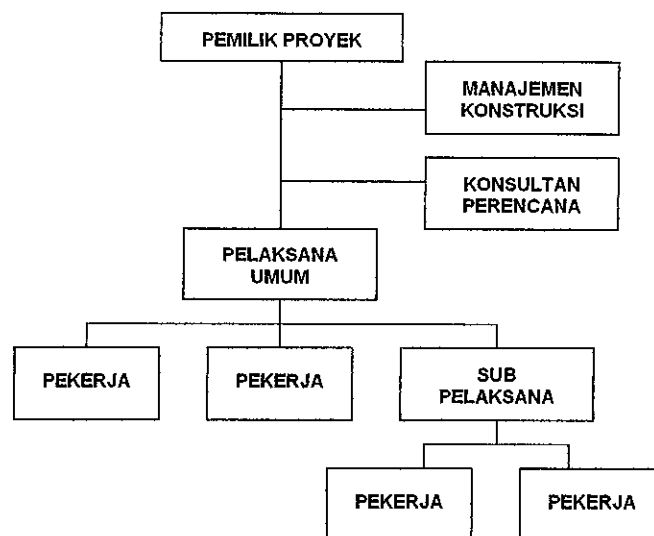 PEMILIK PROYEK
MANAJEMEN
KONSTRUKSI
KONSULTAN
PERENCANA
PELAKSANA
UMUM
PEKERJA
PEKERJA
SUB
PELAKSANA
PEKERJA
PEKERJA